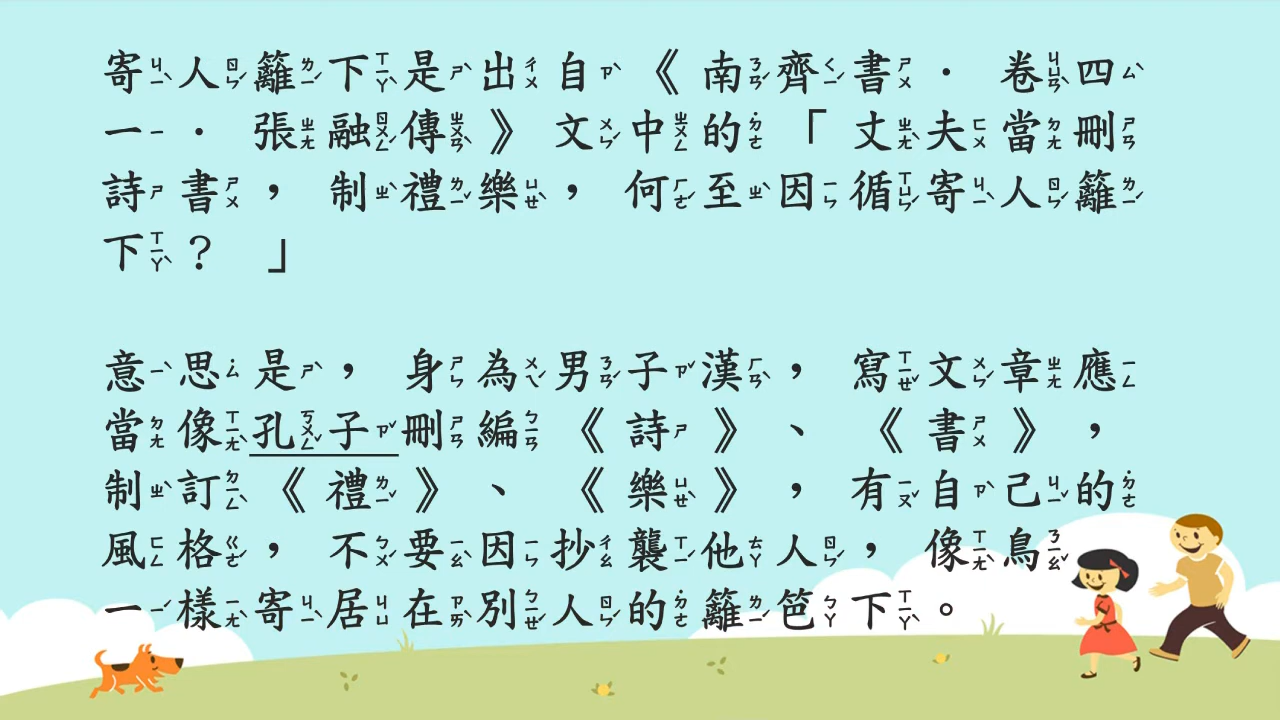 寄人籬下是出自《南齊書．卷四
一．張融傳》文中的「丈夫當刪
詩書，制禮樂，何至因循寄人籬
下？」
意思是，身為男子漢，寫文章應
當像孔子刪編《詩》、《書》，
制訂《禮》、《樂》，有自己的
風格，不要因抄襲他人，像鳥
一樣寄居在別人的籬笆下。